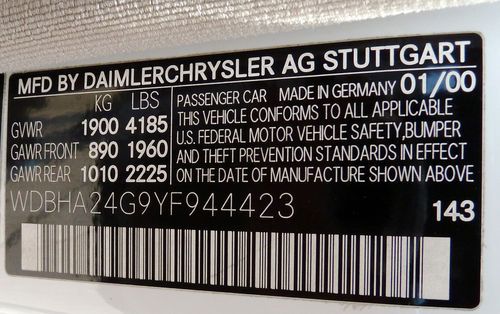 MFD BY DAIMLERCHRYSLER AG STUTTGART
KG LBS
GVWR 1900 4185
GAWR FRONT 890 1960
GAWR REAR 1010 2225
PASSENGER CAR MADE IN GERMANY 01/00
THIS VEHICLE CONFORMS TO ALL APPLICABLE
U.S. FEDERAL MOTOR VEHICLE SAFETY,BUMPER
AND THEFT PREVENTION STANDARDS IN EFFECT
ON THE DATE OF MANUFACTURE SHOWN ABOVE
WDBHA24G9YF944423
143